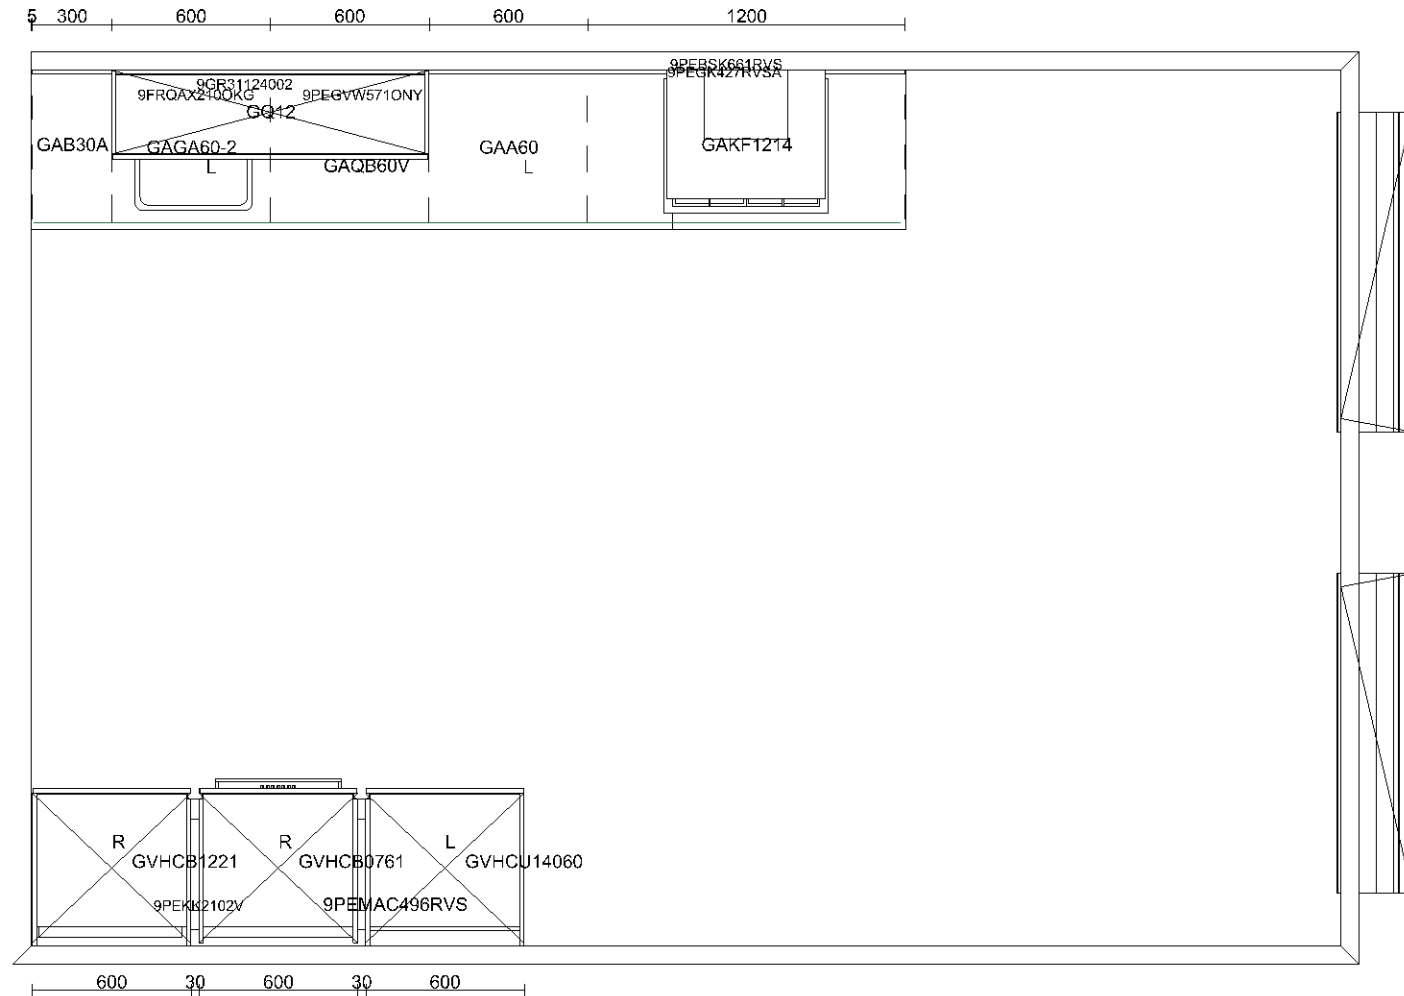 5 300 600 600 600 1200
9PEBSK661RVS
9PEGK427RVSA
9GR31124002
9FRQAX210OKG 9PEGVW571ONY
GQ12
GAB30A GAGA60-2 GAA60 GAKF1214
L GAQB60V L
R R L
GVHCB1221 GVHCB0761 GVHCU14060
9PEKK2102V 9PEMAC496RVS
600 30 600 30 600